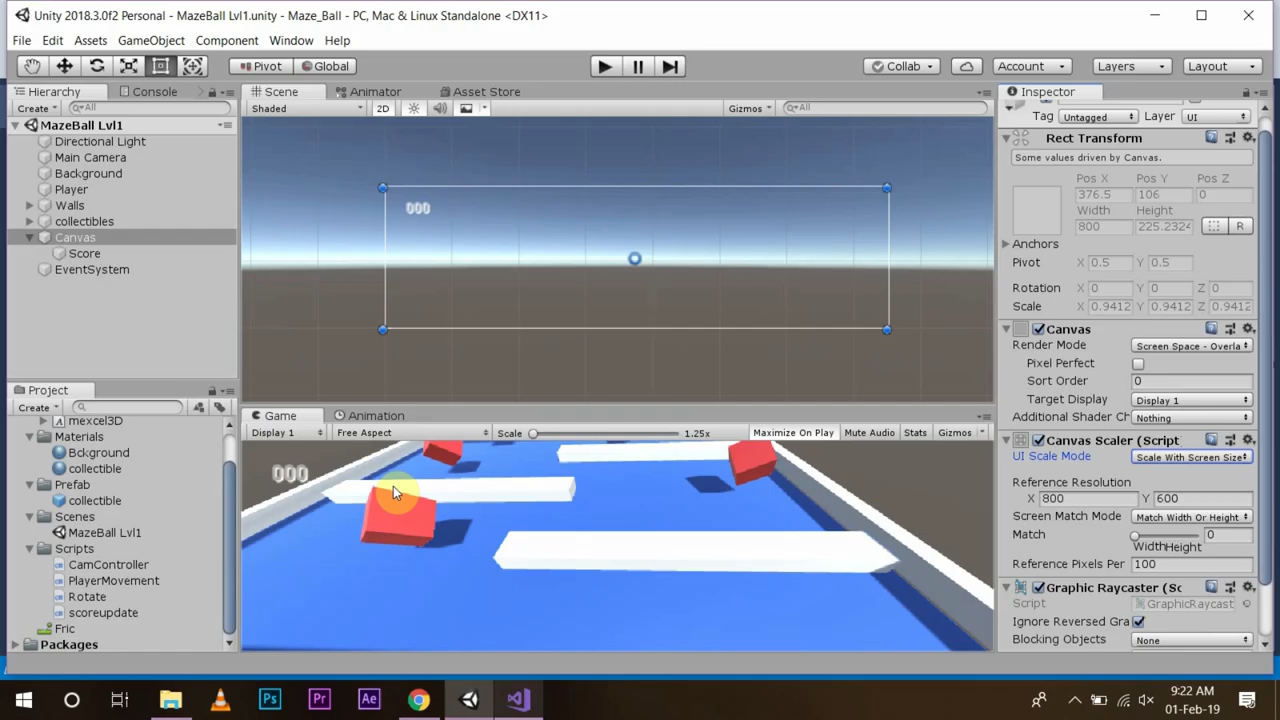 Unity 2018.3.0f2 Personal - MazeBall Lvl1.unity - Maze_Ball - PC, Mac & Linux Standalone <DX11>
File Edit Assets GameObject Component Window Help
Pivot Global Collab Account Layers Layout
Hierarchy Console Scene Animator Asset Store Inspector
Create All Shaded 2D Gizmos All
Tag Untagged Layer UI
MazeBall Lvl1
Directional Light
Main Camera
Background
Player
Walls
collectibles
Canvas
Score
EventSystem
000
Rect Transform
Some values driven by Canvas.
Pos X Pos Y Pos Z
376.5 106 0
Width Height
800 225.2324 R
Anchors
Pivot X 0.5 Y 0.5
Rotation X 0 Y 0 Z 0
Scale X 0.9412 Y 0.9412 Z 0.9412
Canvas
Render Mode Screen Space - Overla
Pixel Perfect
Sort Order 0
Target Display Display 1
Additional Shader Ch Nothing
Canvas Scaler (Script
UI Scale Mode Scale With Screen Size
Reference Resolution
X 800 Y 600
Screen Match Mode Match Width Or Height
Match 0
Width Height
Reference Pixels Per 100
Graphic Raycaster (Sc
Script GraphicRaycast
Ignore Reversed Gra
Blocking Objects None
Project
Create
mexcel3D
Materials
Bckground
collectible
Prefab
collectible
Scenes
MazeBall Lvl1
Scripts
CamController
PlayerMovement
Rotate
scoreupdate
Fric
Packages
Game Animation
Display 1 Free Aspect Scale 1.25x Maximize On Play Mute Audio Stats Gizmos
000
Ps Pr Ae
9:22 AM
01-Feb-19